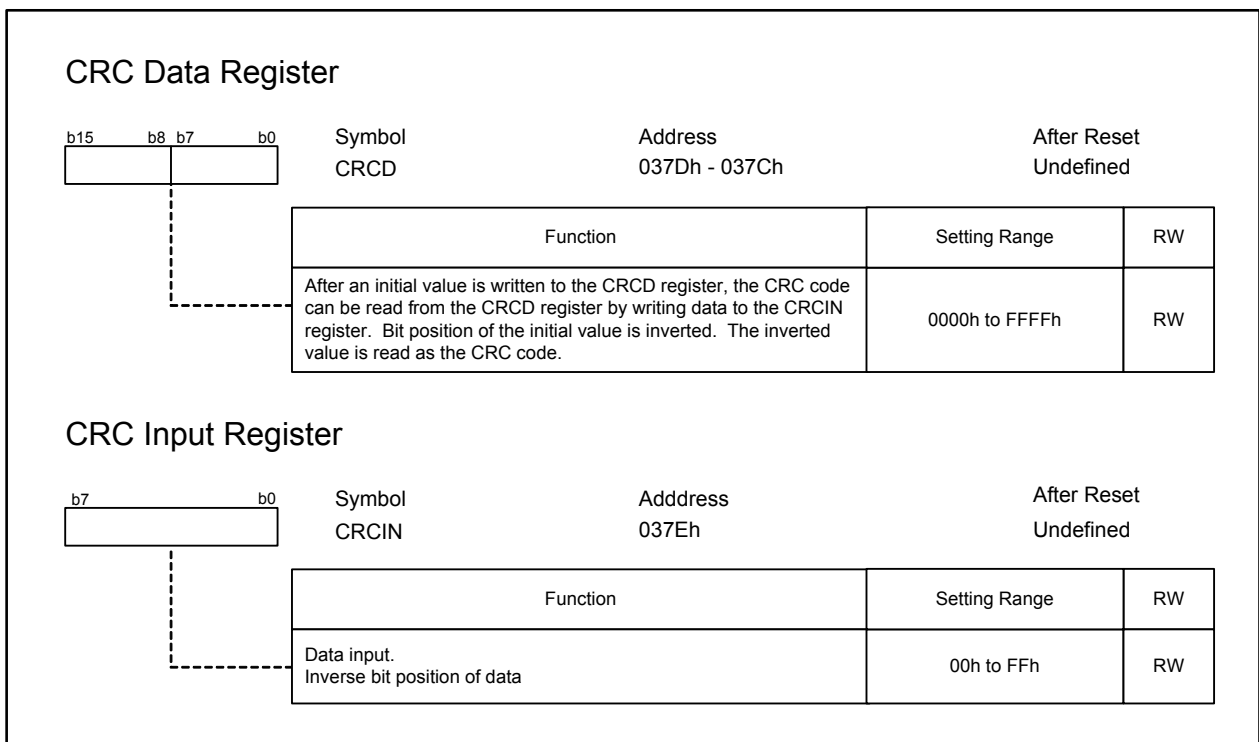 CRC Data Register
b15 b8 b7 b0 Symbol Address After Reset
CRCD 037Dh - 037Ch Undefined
Function Setting Range RW
After an initial value is written to the CRCD register, the CRC code
can be read from the CRCD register by writing data to the CRCIN
register. Bit position of the initial value is inverted. The inverted
value is read as the CRC code.
0000h to FFFFh RW
CRC Input Register
b7 b0 Symbol Adddress After Reset
CRCIN 037Eh Undefined
Function Setting Range RW
Data input.
Inverse bit position of data
00h to FFh RW